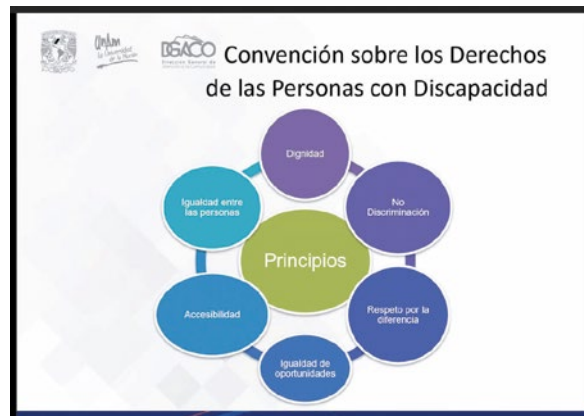 DGACO
Convención sobre los Derechos
de las Personas con Discapacidad
Dignidad
No
Discriminación
Respeto por la
diferencia
Igualdad de
oportunidades
Accesibilidad
Igualdad entre
las personas
Principios